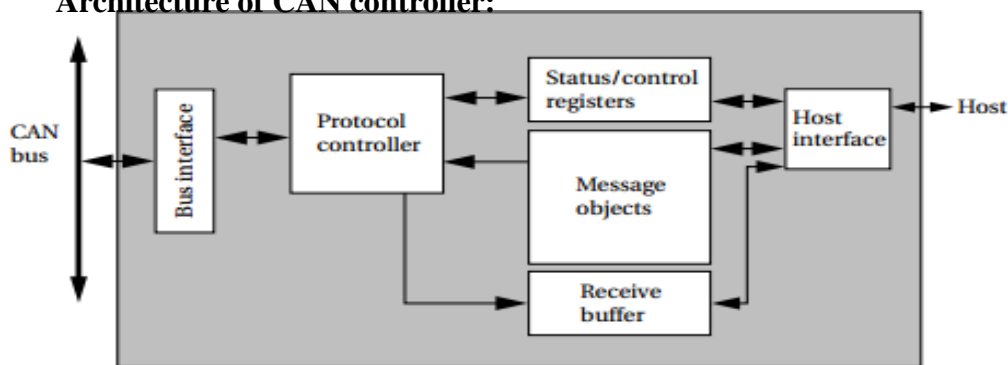 Architecture of CAN controller:
CAN
bus
Bus interface
Protocol
controller
Status/control
registers
Message
objects
Receive
buffer
Host
interface
Host